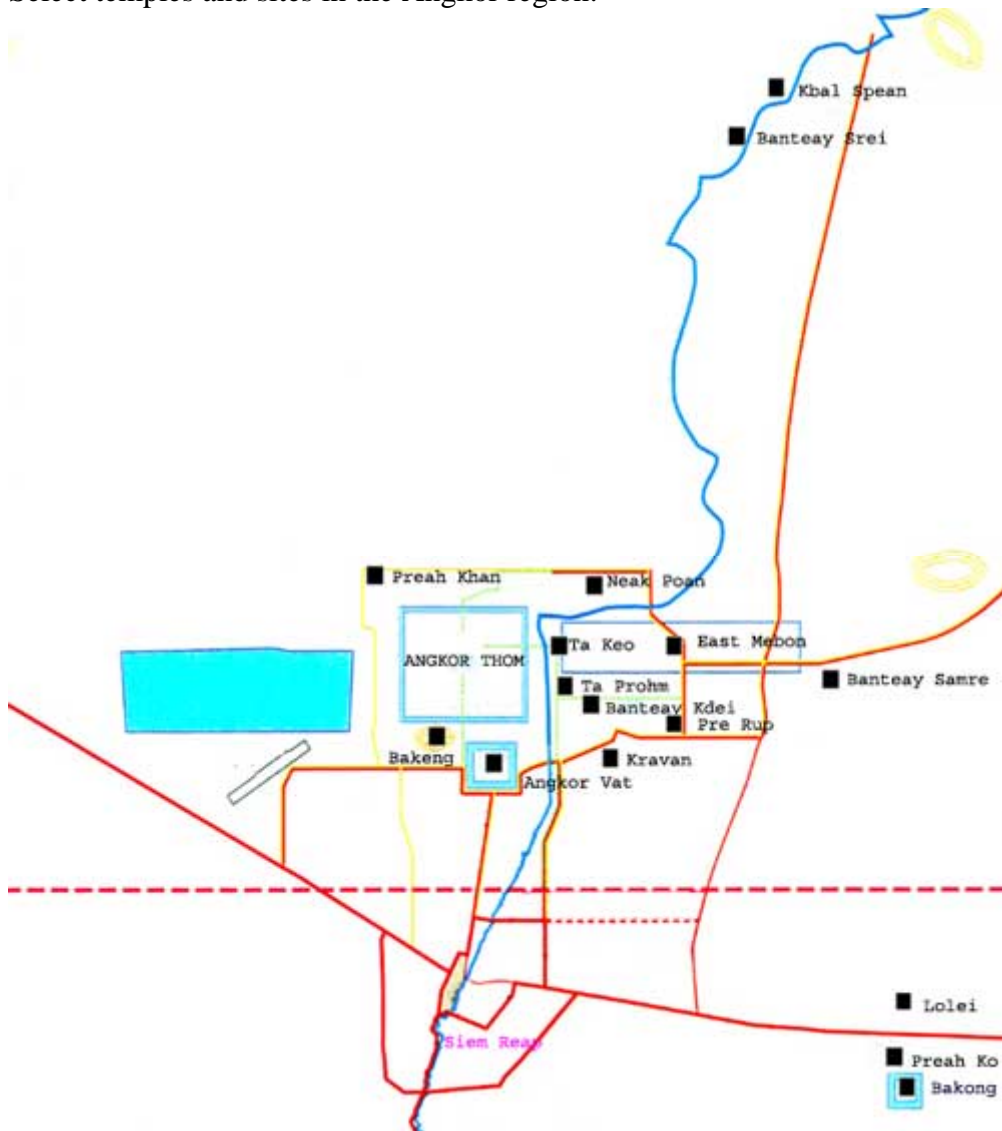 Select temples and sites in the Angkor region.
Kbal Spean
Banteay Srei
Preah Khan
Neak Poan
ANGKOR THOM
Ta Keo
East Mebon
Ta Prohm
Banteay Samre
Banteay Kdei
Pre Rup
Bakeng
Kravan
Angkor Vat
Lolei
Siem Reap
Preah Ko
Bakong